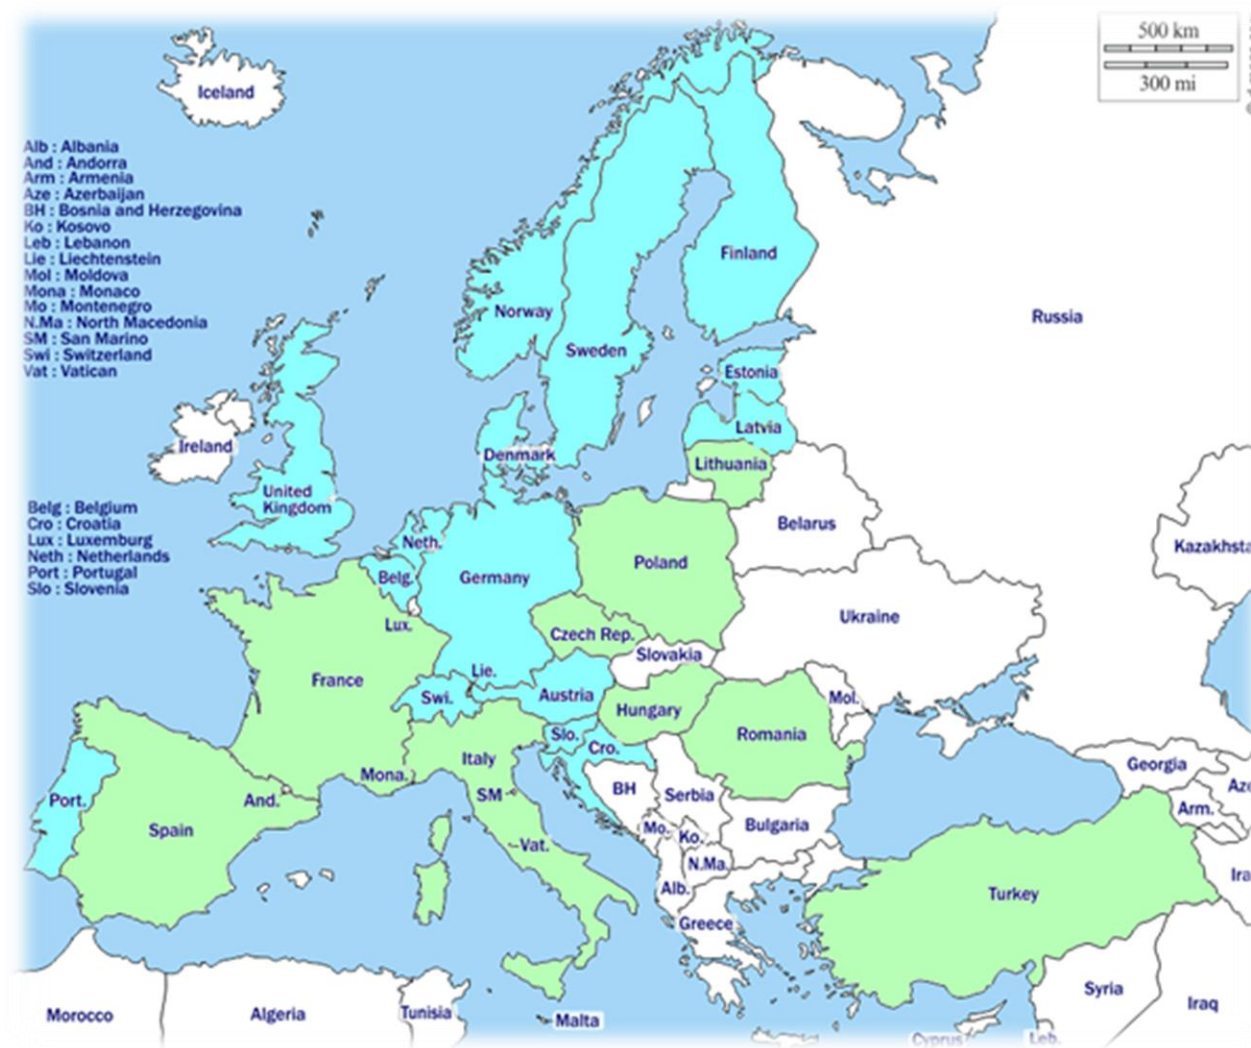 500 km
300 mi
Iceland
Alb : Albania
And : Andorra
Arm : Armenia
Aze : Azerbaijan
BH : Bosnia and Herzegovina
Ko : Kosovo
Leb : Lebanon
Lie : Liechtenstein
Mol : Moldova
Mona : Monaco
Mo : Montenegro
N.Ma : North Macedonia
SM : San Marino
Swi : Switzerland
Vat : Vatican
Finland
Norway
Russia
Sweden
Estonia
Latvia
Ireland
Denmark
Lithuania
United
Kingdom
Belg : Belgium
Cro : Croatia
Lux : Luxemburg
Neth : Netherlands
Port : Portugal
Slo : Slovenia
Belarus
Neth.
Kazakhsta
Poland
Belg.
Germany
Ukraine
Lux.
Czech Rep.
Slovakia
Lie.
France
Swi.
Austria
Mol.
Hungary
Slo.
Romania
Cro.
Italy
Georgia
Mona.
Aze
BH
SM
Serbia
Port.
And.
Arm.
Spain
Mo.
Bulgaria
Ko.
Vat.
N.Ma.
Ira
Alb.
Turkey
Greece
Syria
Iraq
Morocco
Algeria
Tunisia
Malta
Cyprus
Leb.